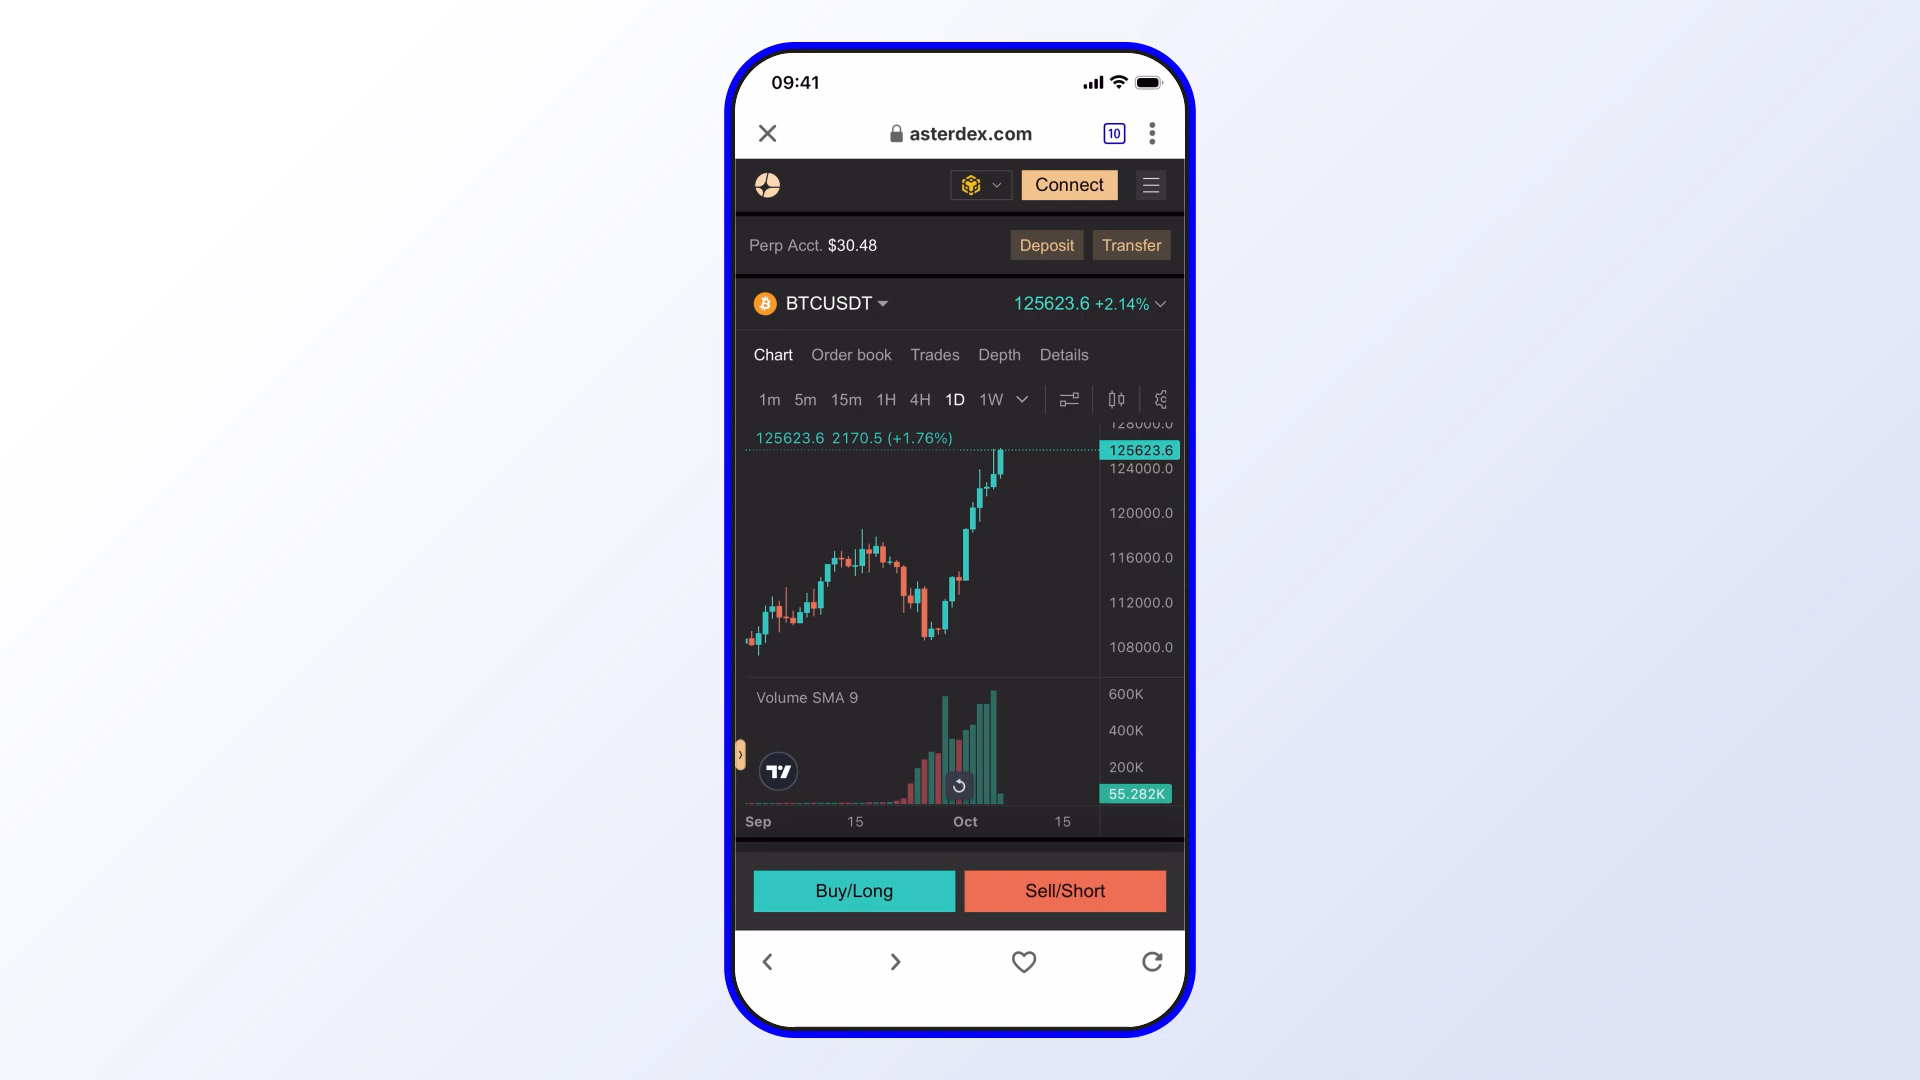 09:41
asterdex.com
10
Connect
Perp Acct. $30.48
Deposit
Transfer
BTCUSDT
125623.6 +2.14%
Chart Order book Trades Depth Details
1m 5m 15m 1H 4H 1D 1W
128000.0
125623.6 2170.5 (+1.76%)
125623.6
124000.0
120000.0
116000.0
112000.0
108000.0
Volume SMA 9
600K
400K
200K
55.282K
Sep 15 Oct 15
Buy/Long
Sell/Short